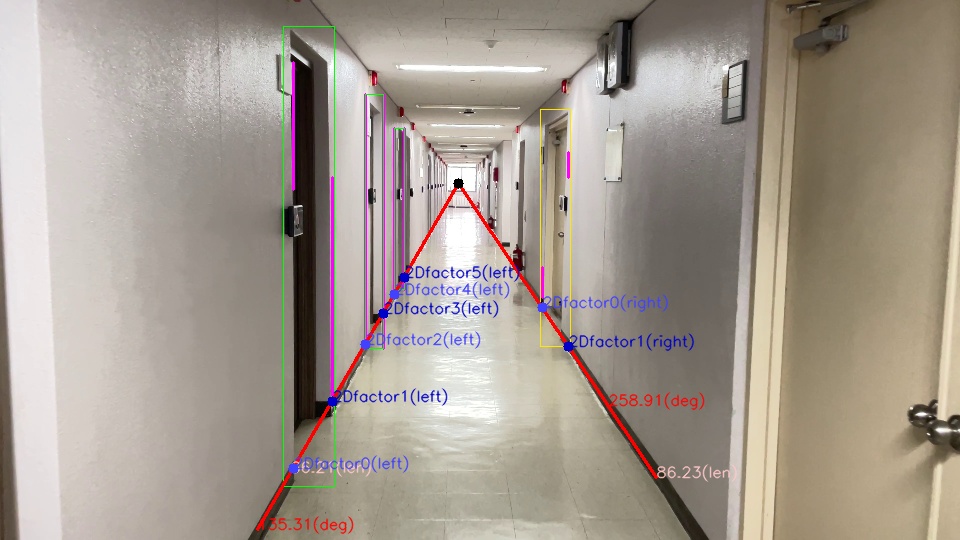 2Dfactor5(left)
2Dfactor4(left)
2Dfactor3(left)
2Dfactor0(right)
2Dfactor2(left)
2Dfactor1(right)
2Dfactor1(left)
258.91(deg)
2Dfactor0(left)
86.23(len)
35.31(deg)